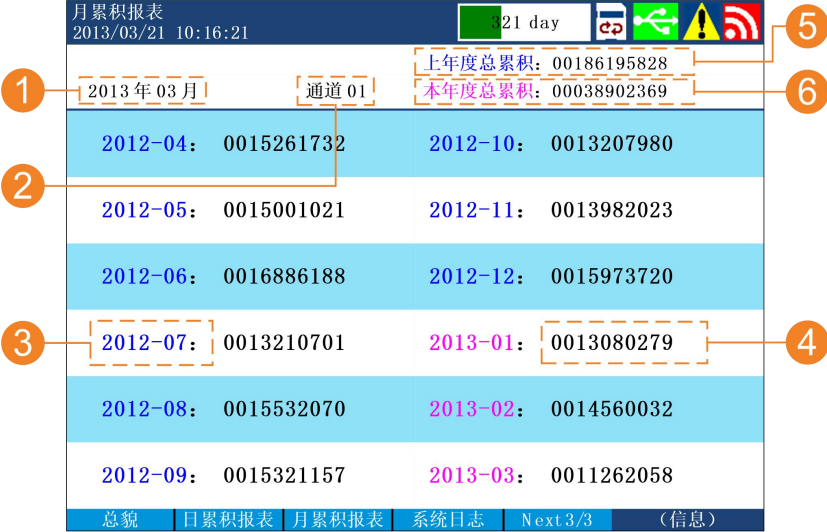 月累积报表
2013/03/21 10:16:21
321 day
上年度总累积: 00186195828
2013年03月 通道01 本年度总累积: 00038902369
2012-04: 0015261732 2012-10: 0013207980
2012-05: 0015001021 2012-11: 0013982023
2012-06: 0016886188 2012-12: 0015973720
2012-07: 0013210701 2013-01: 0013080279
2012-08: 0015532070 2013-02: 0014560032
2012-09: 0015321157 2013-03: 0011262058
总貌 日累积报表 月累积报表 系统日志 Next3/3 (信息)
1
2
3
4
5
6